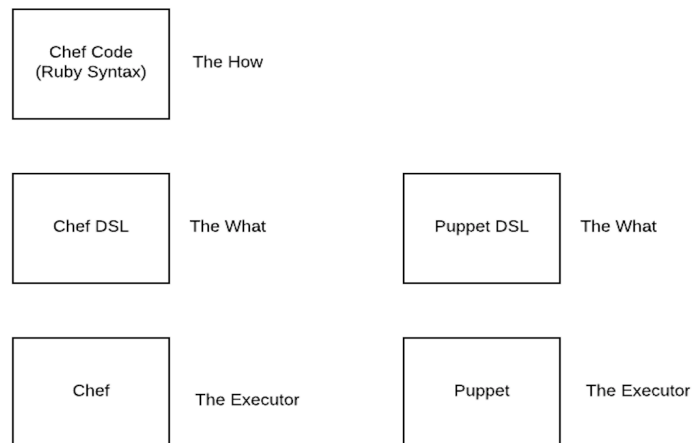 Chef Code
(Ruby Syntax)
The How
Chef DSL
The What
Puppet DSL
The What
Chef
The Executor
Puppet
The Executor